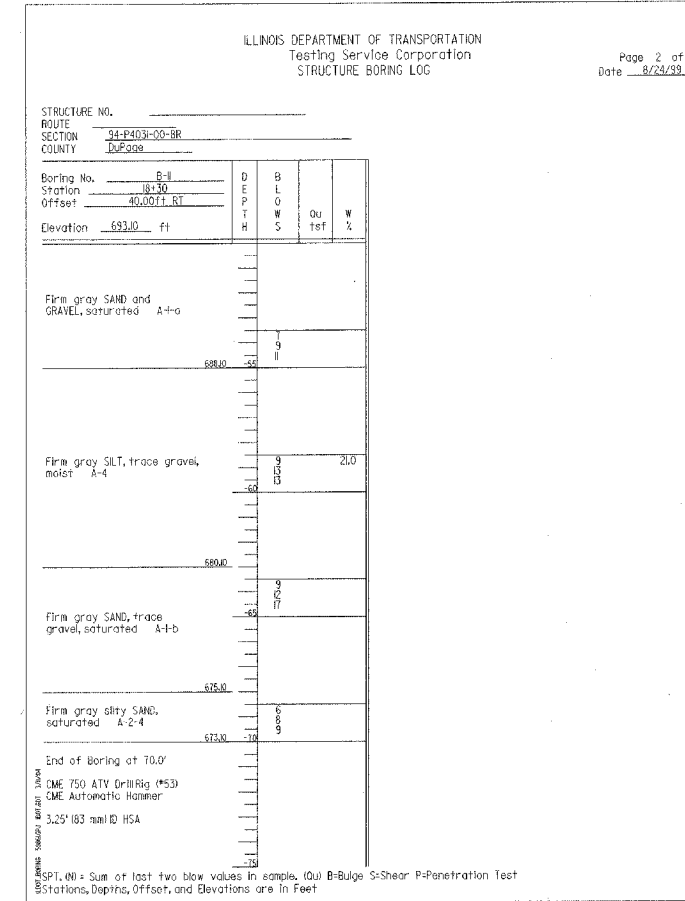 ILLINOIS DEPARTMENT OF TRANSPORTATION
Testing Service Corporation
STRUCTURE BORING LOG
Page 2 of
Date 8/24/99
STRUCTURE NO.
ROUTE
SECTION 94-P4031-00-BR
COUNTY DuPage
Boring No. B-11
Station 18+30
Offset 40.00ft RT
Elevation 693.10 ft
DEPTH
BLOWS
Qu tsf
W %
Firm gray SAND and
GRAVEL, saturated A-1-a
7
9
11
688.10 -55
Firm gray SILT, trace gravel,
moist A-4
9 21.0
13
13
-60
680.10
9
12
17
-65
Firm gray SAND, trace
gravel, saturated A-1-b
675.10
Firm gray silty SAND,
saturated A-2-4
6
8
9
673.10 -70
End of Boring at 70.0'
CME 750 ATV Drill Rig (#53)
CME Automatic Hammer
3.25" (83 mm) ID HSA
-75
SPT. (N) = Sum of last two blow values in sample. (Qu) B=Bulge S=Shear P=Penetration Test
Stations, Depths, Offset, and Elevations are in Feet